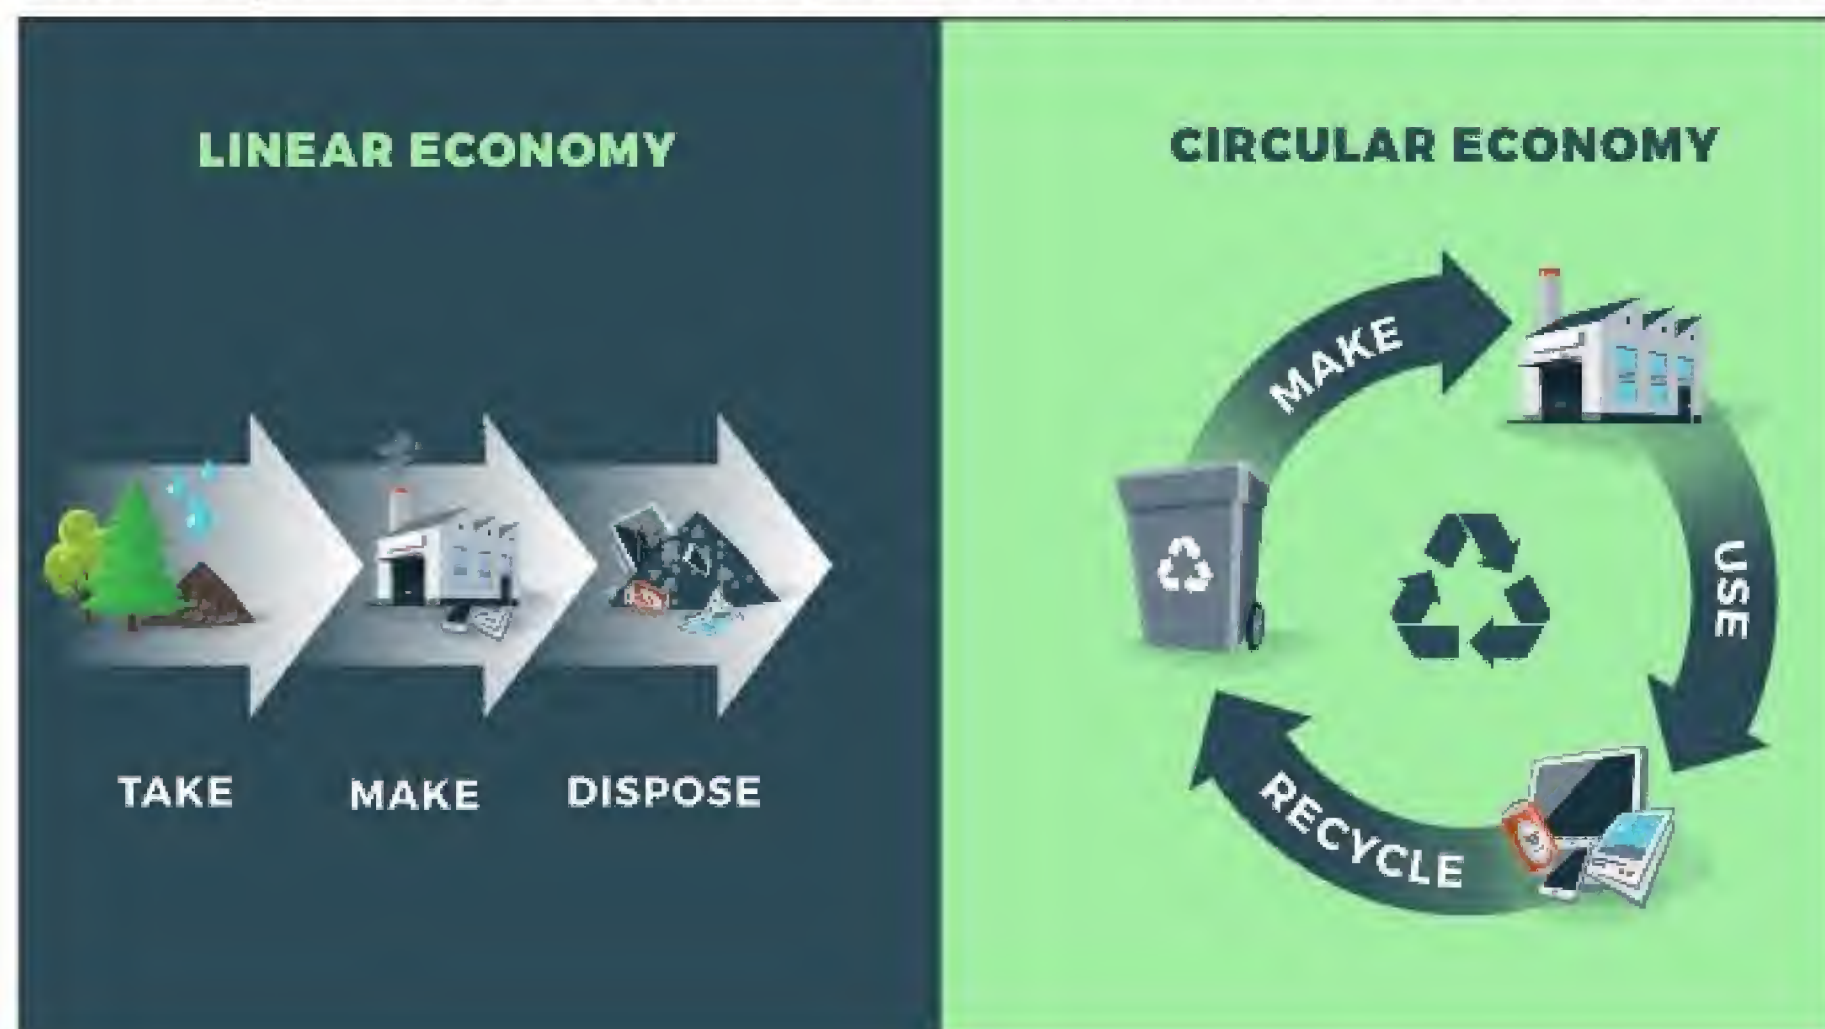 LINEAR ECONOMY
TAKE
MAKE
DISPOSE
CIRCULAR ECONOMY
MAKE
USE
RECYCLE